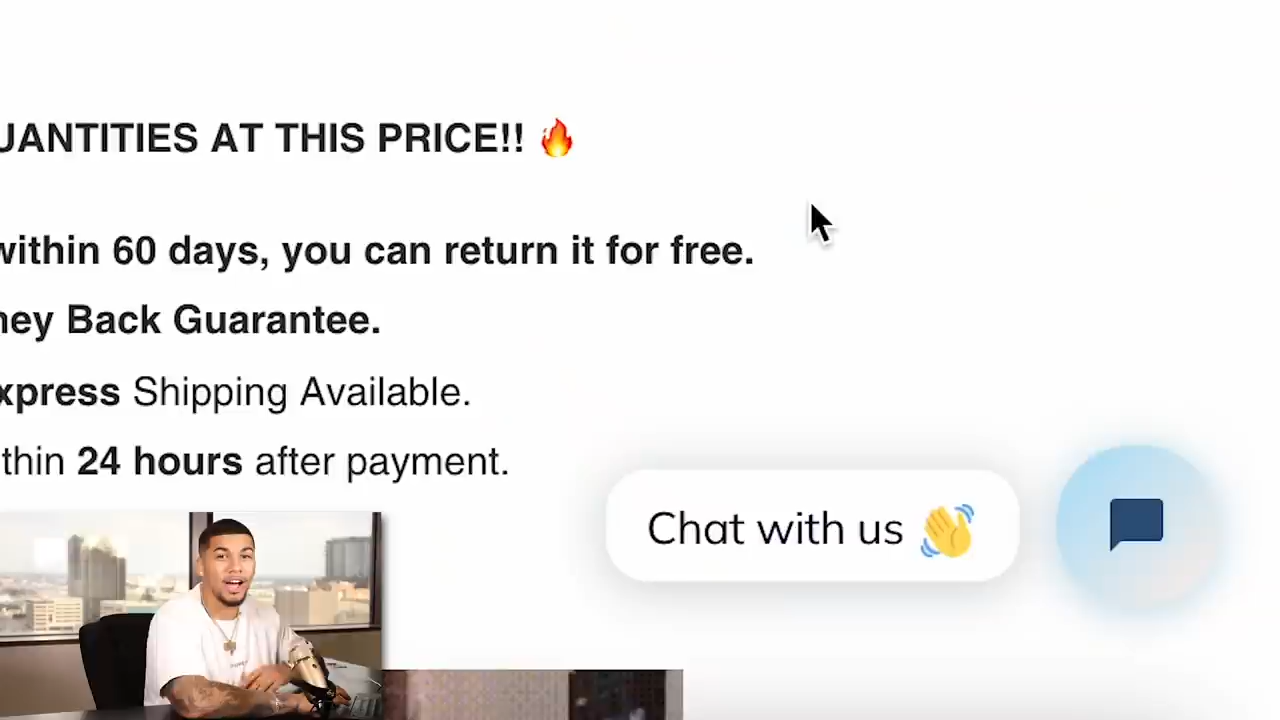 UANTITIES AT THIS PRICE!! 🔥
within 60 days, you can return it for free.
ney Back Guarantee.
xpress Shipping Available.
thin 24 hours after payment.
Chat with us 👋